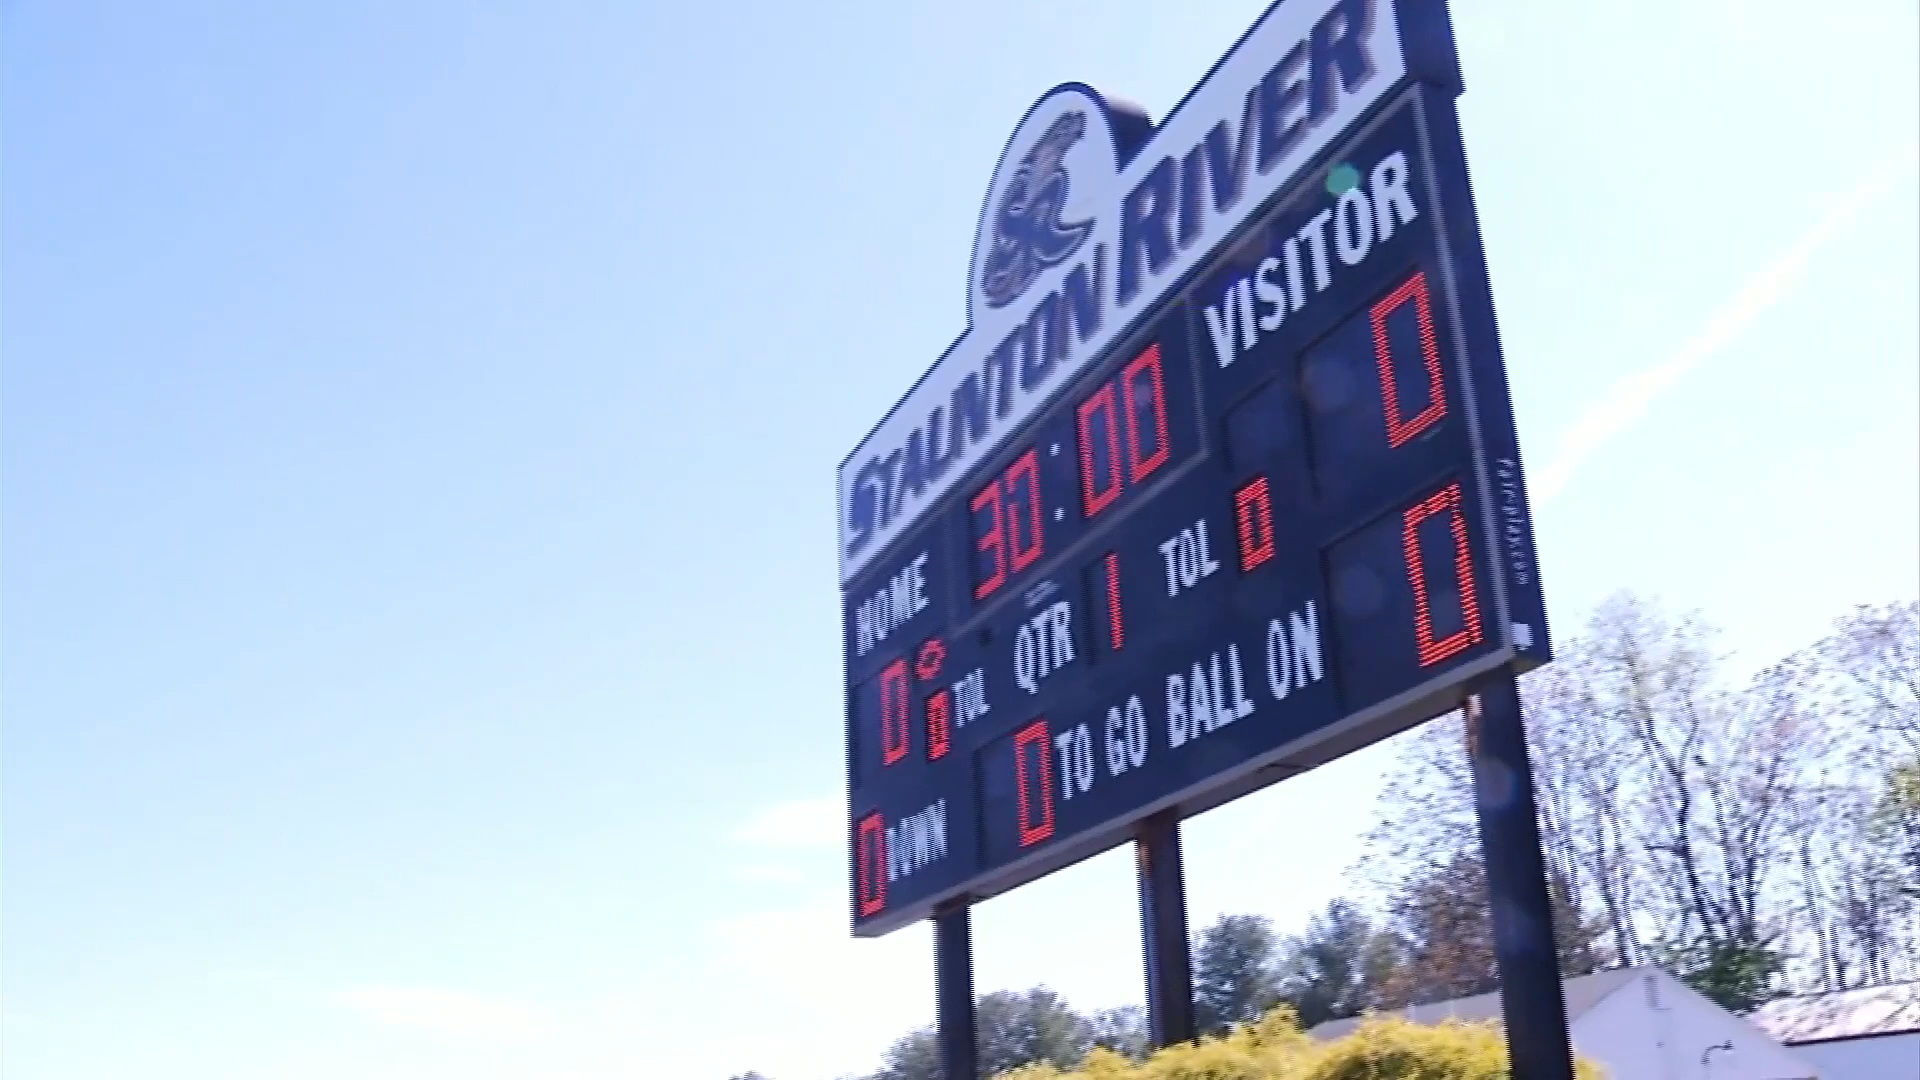 STAUNTON RIVER
SR
HOME 30:00 VISITOR
0 0 TOL QTR 1 TOL 0 0
0 DOWN 0 TO GO BALL ON 0